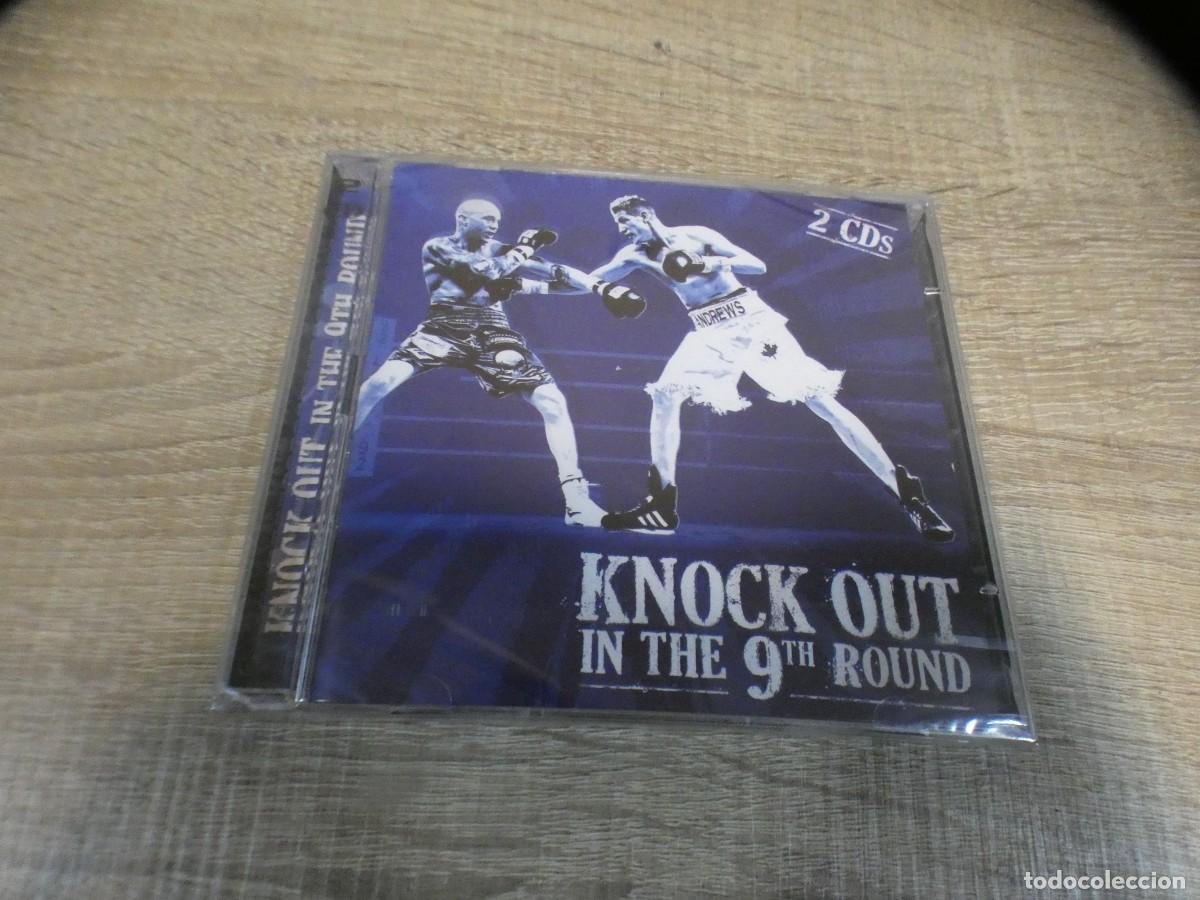 KNOCK OUT IN THE 9TH ROUND
2 CDs
ANDREWS
KNOCK OUT
IN THE 9TH ROUND
todocoleccion